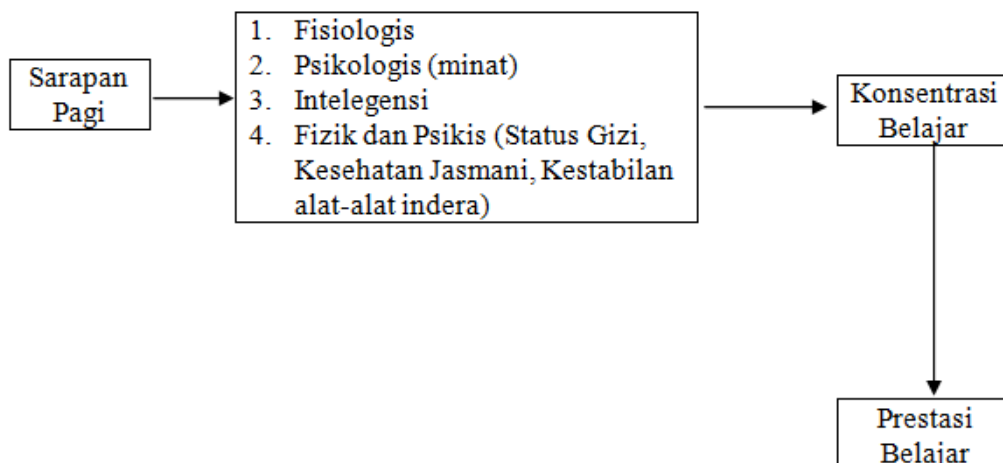 Sarapan
Pagi
1. Fisiologis
2. Psikologis (minat)
3. Intelegensi
4. Fizik dan Psikis (Status Gizi,
Kesehatan Jasmani, Kestabilan
alat-alat indera)
Konsentrasi
Belajar
Prestasi
Belajar